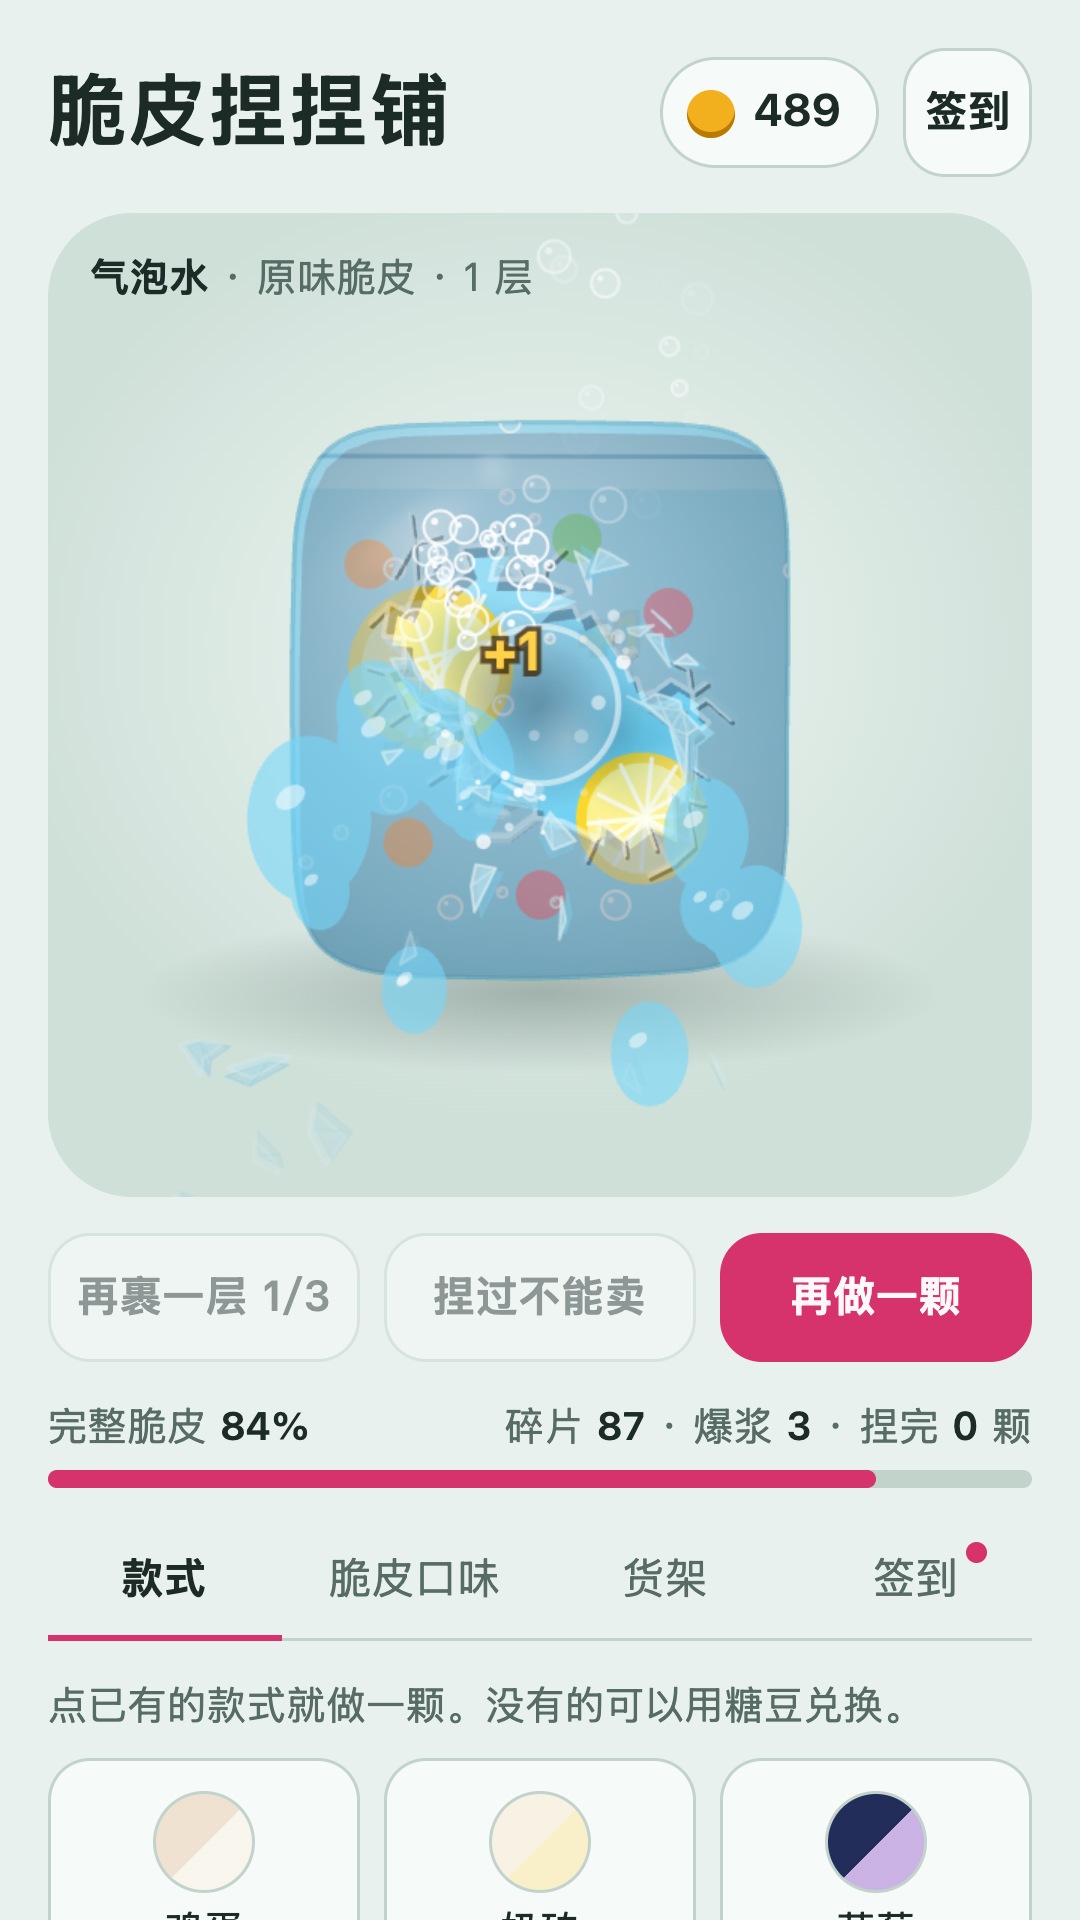 脆皮捏捏铺
489
签到
气泡水 · 原味脆皮 · 1 层
+1
再裹一层 1/3
捏过不能卖
再做一颗
完整脆皮 84%
碎片 87 · 爆浆 3 · 捏完 0 颗
款式
脆皮口味
货架
签到
点已有的款式就做一颗。没有的可以用糖豆兑换。